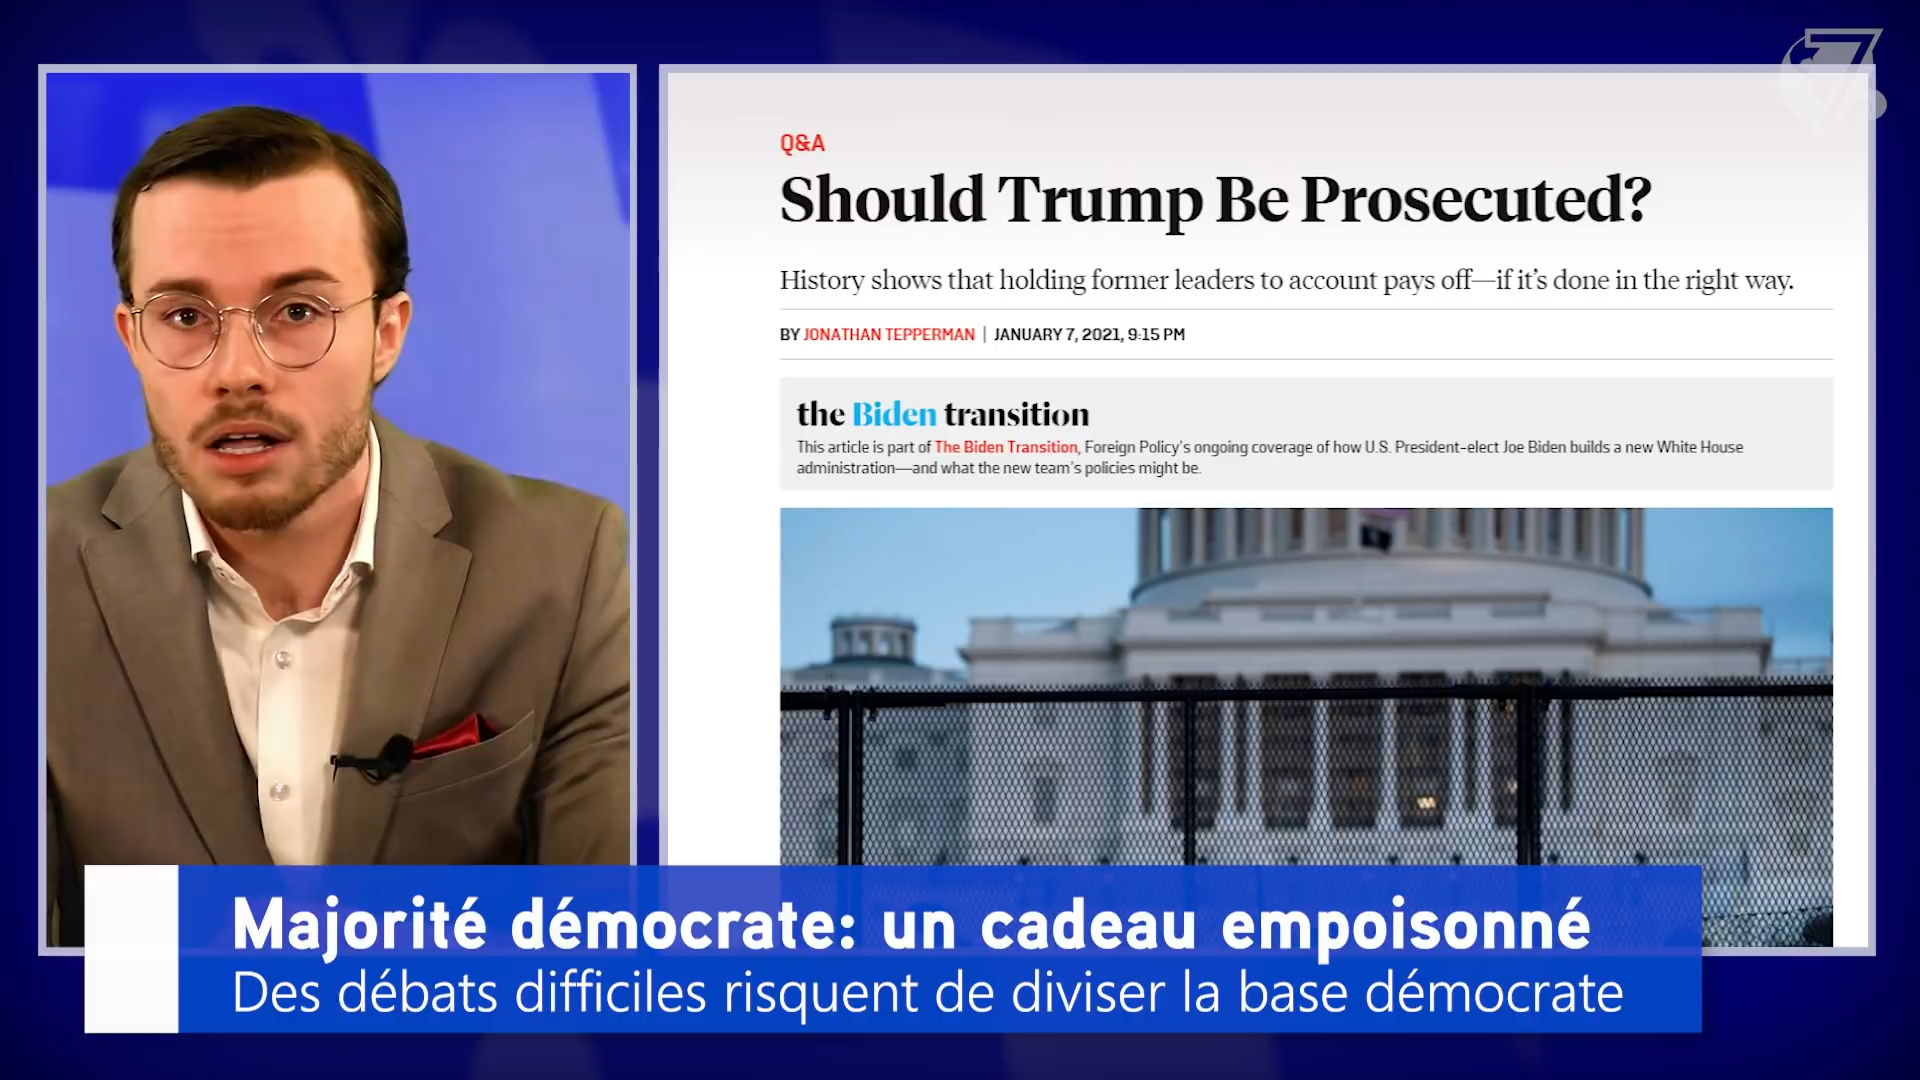 Q&A
Should Trump Be Prosecuted?
History shows that holding former leaders to account pays off—if it's done in the right way.
BY JONATHAN TEPPERMAN | JANUARY 7, 2021, 9:15 PM
the Biden transition
This article is part of The Biden Transition, Foreign Policy's ongoing coverage of how U.S. President-elect Joe Biden builds a new White House
administration—and what the new team's policies might be.
Majorité démocrate: un cadeau empoisonné
Des débats difficiles risquent de diviser la base démocrate